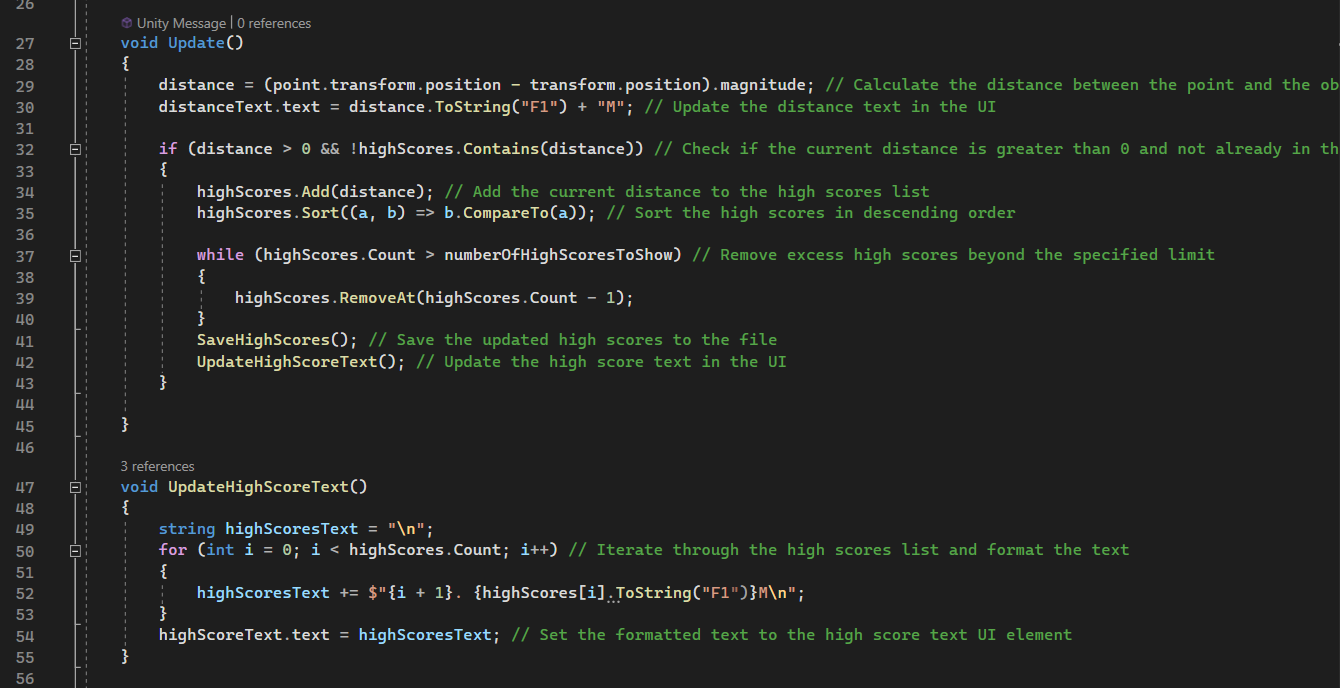 26
Unity Message | 0 references
27 void Update()
28 {
29 distance = (point.transform.position - transform.position).magnitude; // Calculate the distance between the point and the ob
30 distanceText.text = distance.ToString("F1") + "M"; // Update the distance text in the UI
31
32 if (distance > 0 && !highScores.Contains(distance)) // Check if the current distance is greater than 0 and not already in th
33 {
34 highScores.Add(distance); // Add the current distance to the high scores list
35 highScores.Sort((a, b) => b.CompareTo(a)); // Sort the high scores in descending order
36
37 while (highScores.Count > numberOfHighScoresToShow) // Remove excess high scores beyond the specified limit
38 {
39 highScores.RemoveAt(highScores.Count - 1);
40 }
41 SaveHighScores(); // Save the updated high scores to the file
42 UpdateHighScoreText(); // Update the high score text in the UI
43 }
44
45 }
46
3 references
47 void UpdateHighScoreText()
48 {
49 string highScoresText = "\n";
50 for (int i = 0; i < highScores.Count; i++) // Iterate through the high scores list and format the text
51 {
52 highScoresText += $"{i + 1}. {highScores[i].ToString("F1")}M\n";
53 }
54 highScoreText.text = highScoresText; // Set the formatted text to the high score text UI element
55 }
56